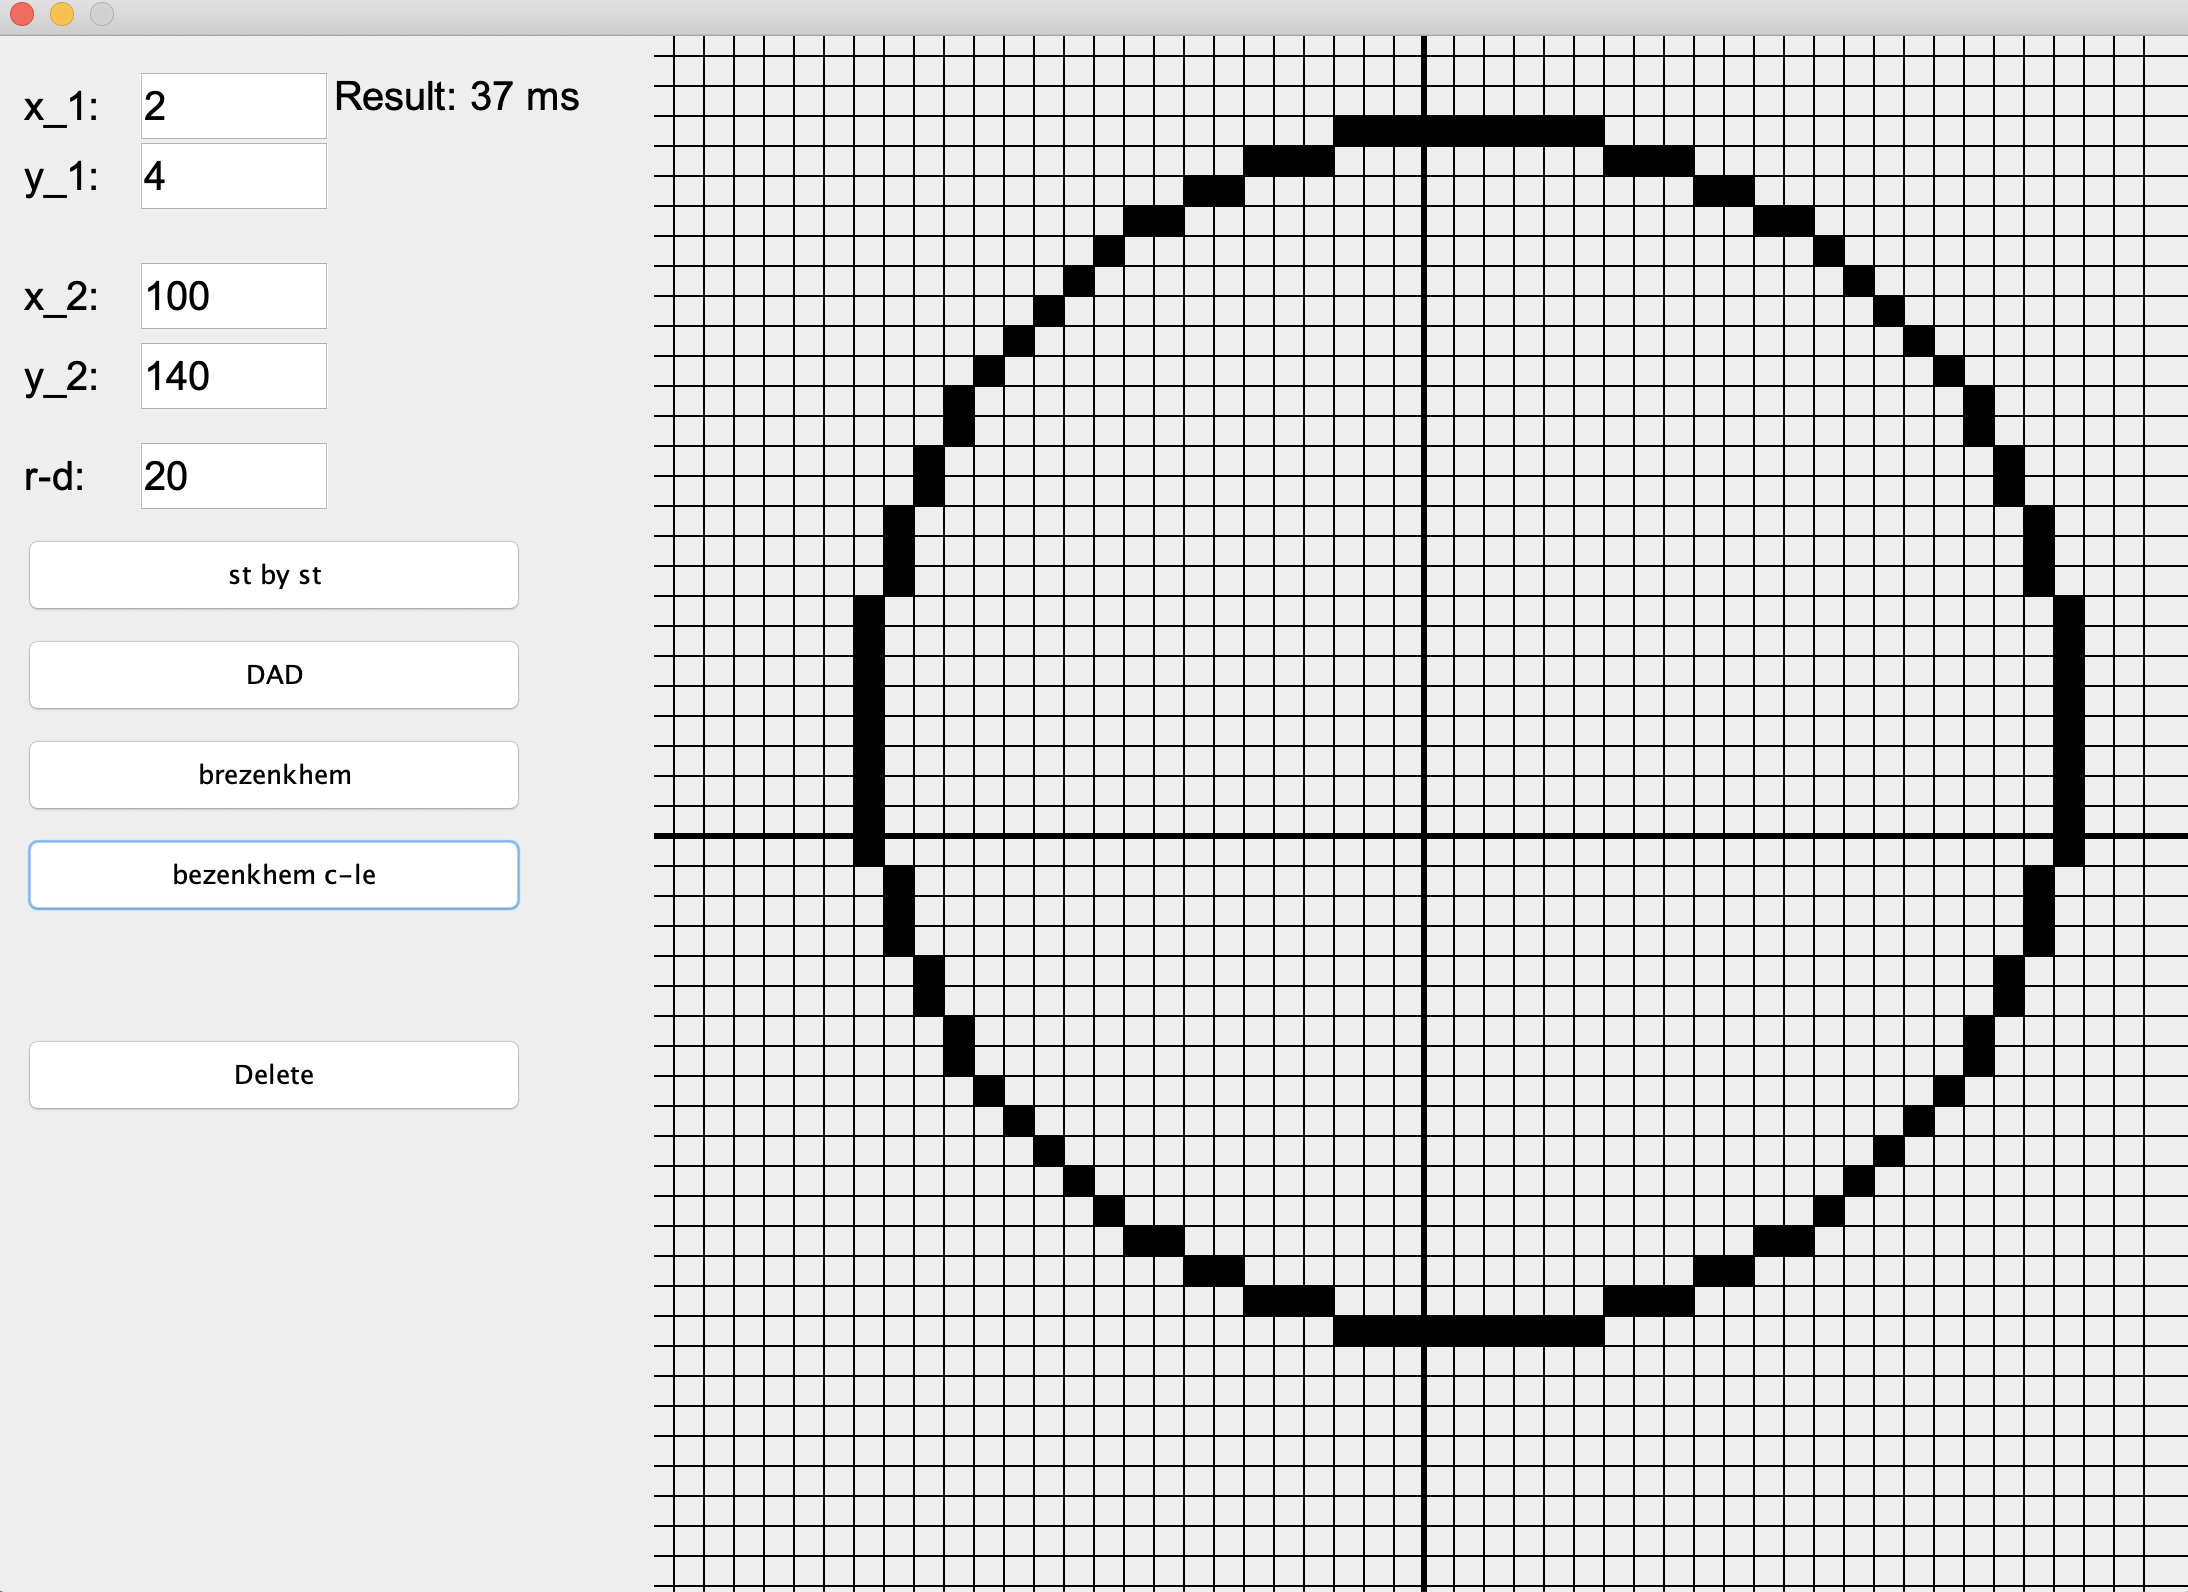 x_1: 2 Result: 37 ms
y_1: 4
x_2: 100
y_2: 140
r-d: 20
st by st
DAD
brezenkhem
bezenkhem c-le
Delete